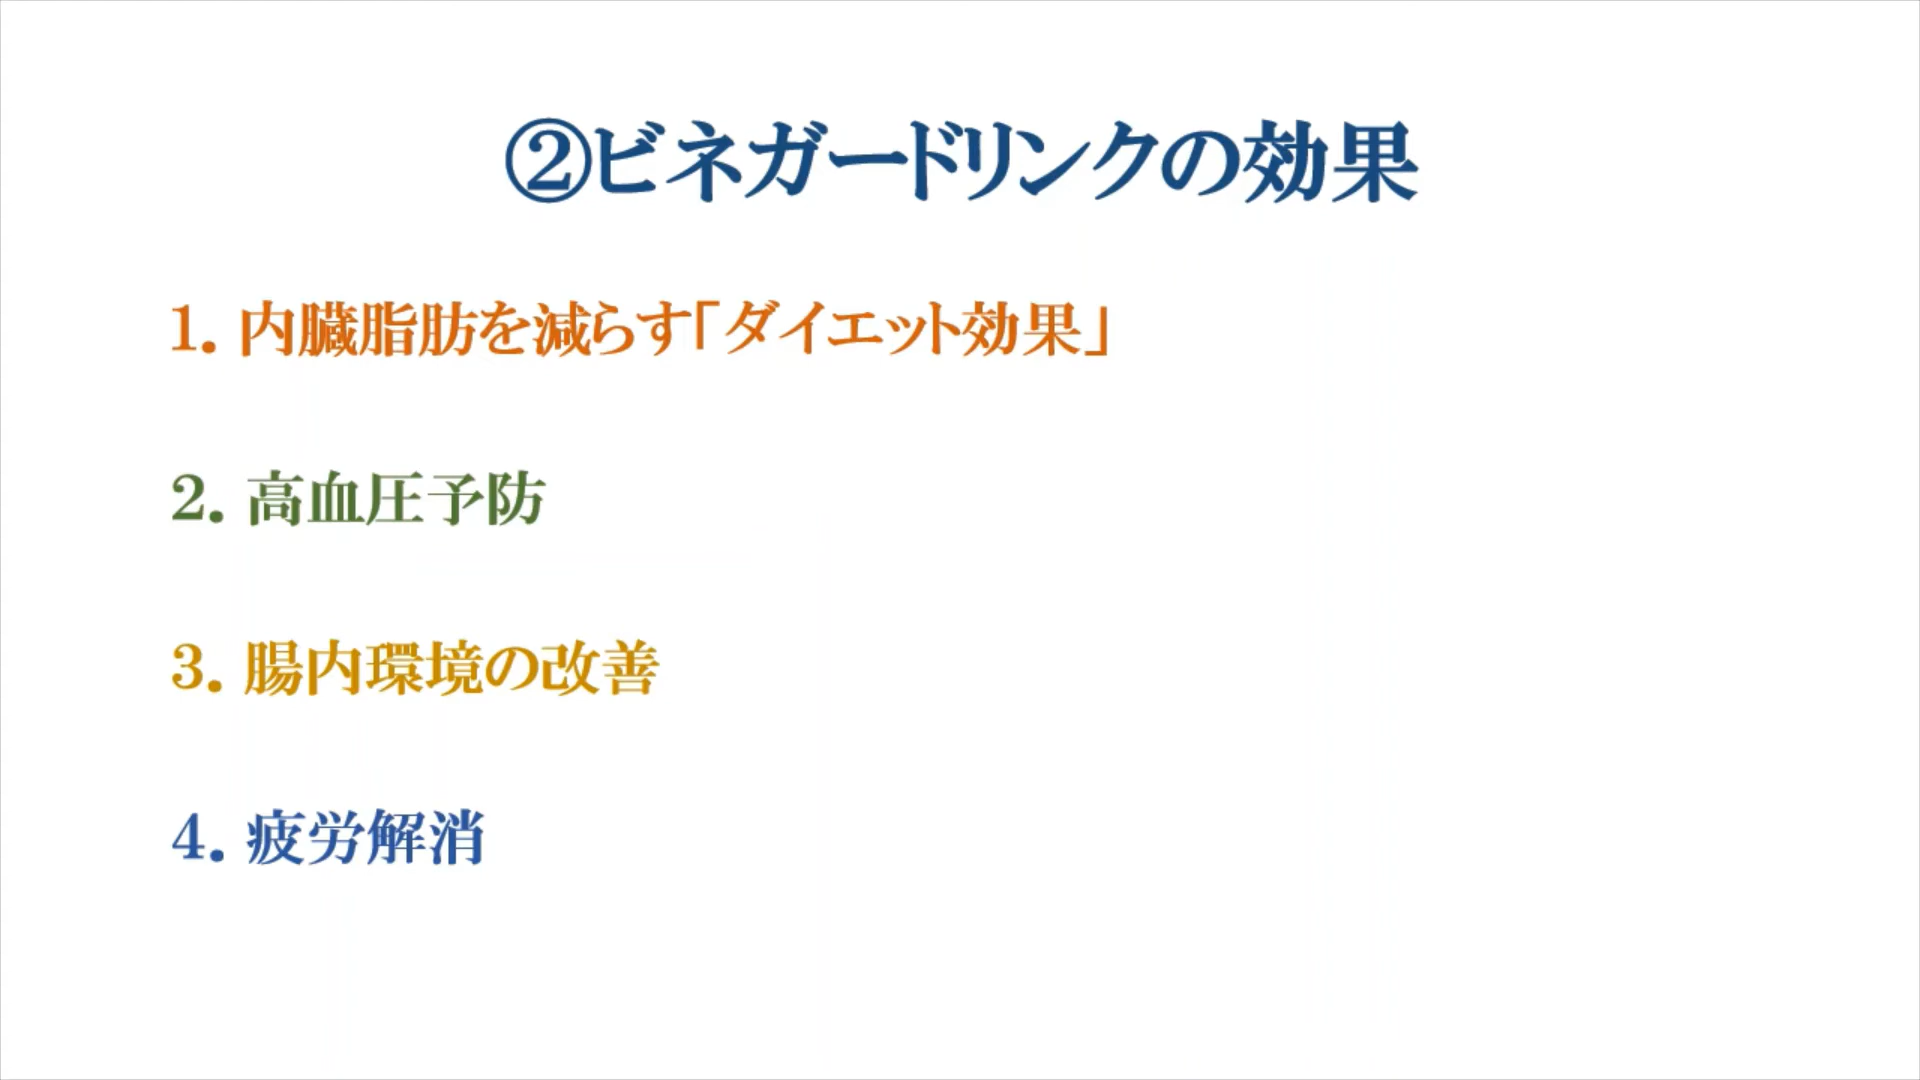 ②ビネガードリンクの効果
1. 内臓脂肪を減らす「ダイエット効果」
2. 高血圧予防
3. 腸内環境の改善
4. 疲労解消